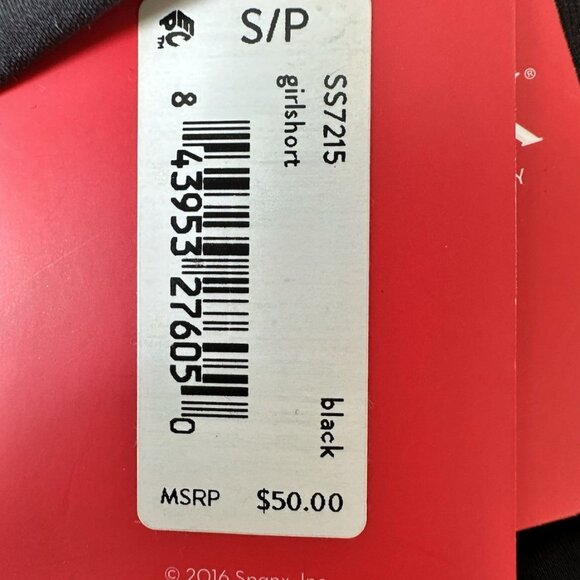 S/P
SS7215
girlshort
black
8 43953 27605 0
MSRP $50.00
© 2016 Spanx, Inc.
®
Y